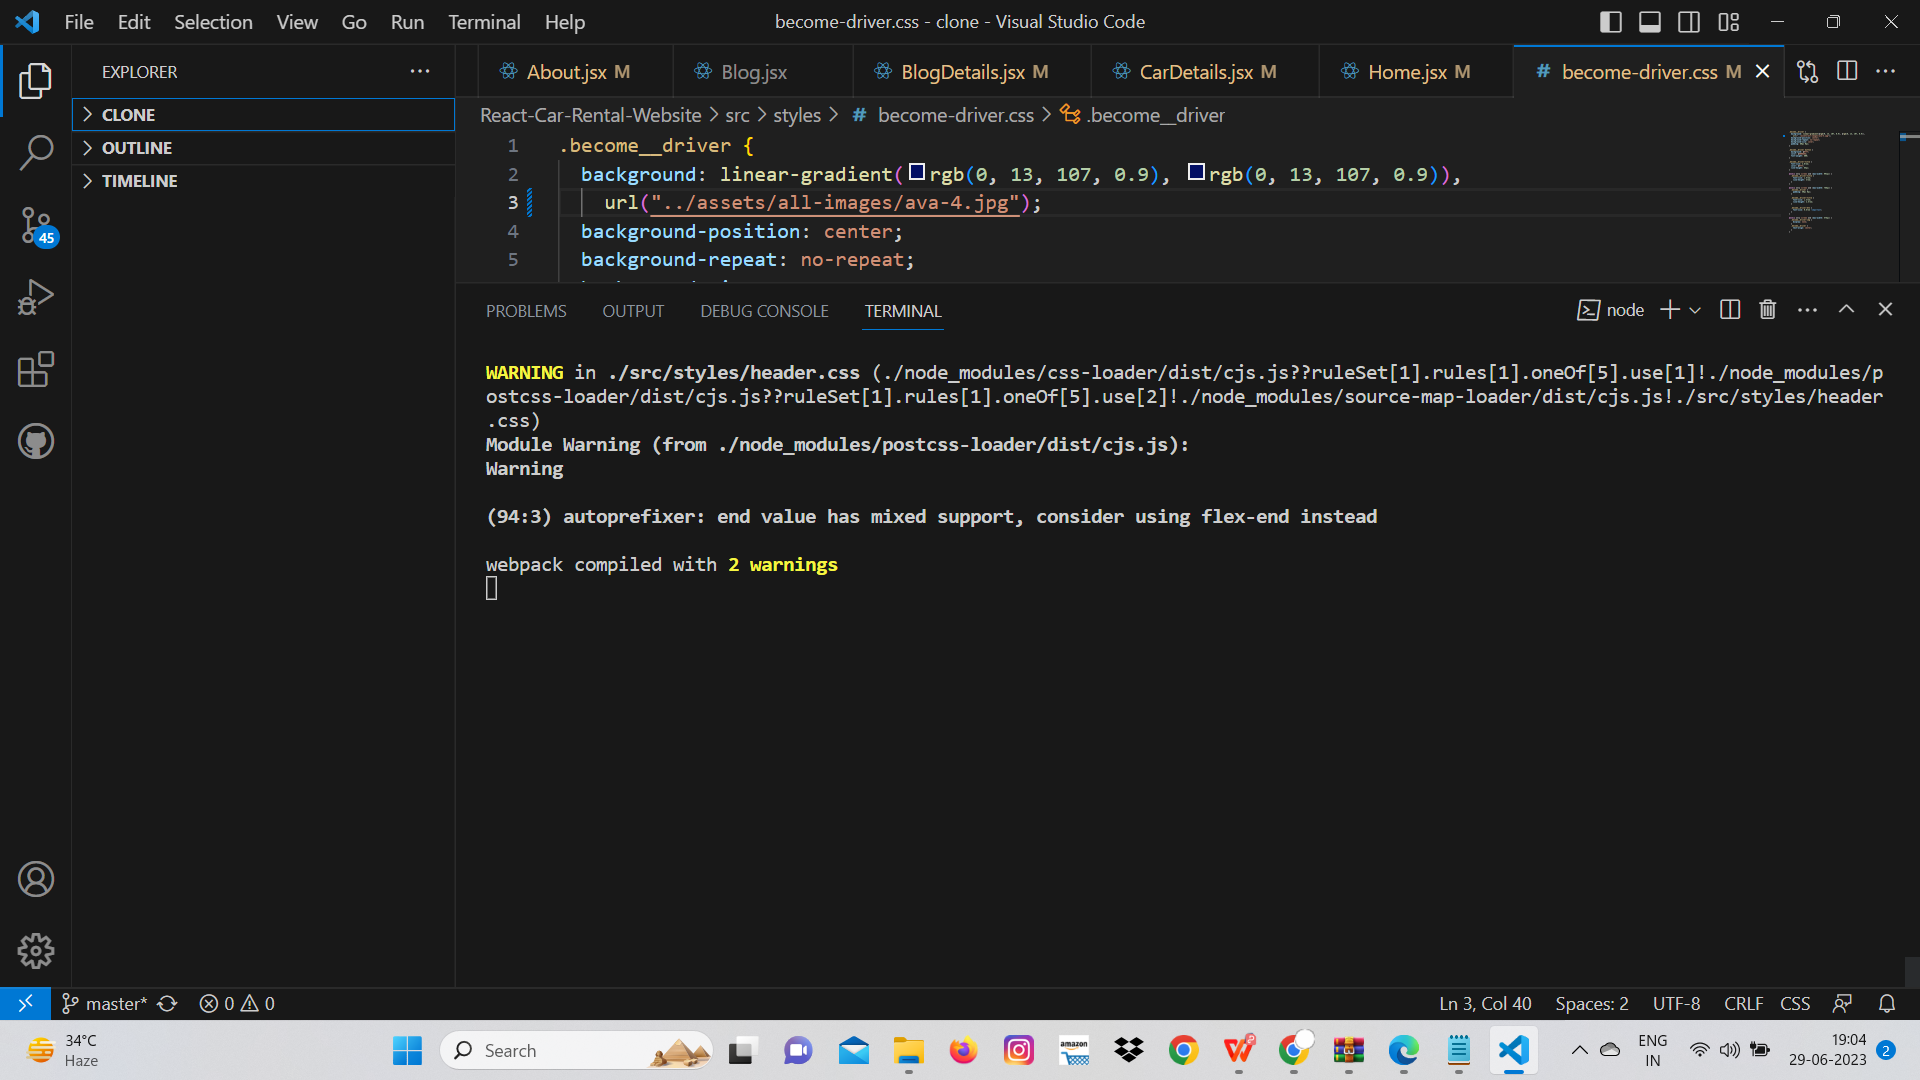 File Edit Selection View Go Run Terminal Help
become-driver.css - clone - Visual Studio Code
EXPLORER
CLONE
OUTLINE
TIMELINE
45
About.jsx M
Blog.jsx
BlogDetails.jsx M
CarDetails.jsx M
Home.jsx M
# become-driver.css M
React-Car-Rental-Website > src > styles > # become-driver.css > .become__driver
1 .become__driver {
2 background: linear-gradient(rgb(0, 13, 107, 0.9), rgb(0, 13, 107, 0.9)),
3 url("../assets/all-images/ava-4.jpg");
4 background-position: center;
5 background-repeat: no-repeat;
PROBLEMS OUTPUT DEBUG CONSOLE TERMINAL
node
WARNING in ./src/styles/header.css (./node_modules/css-loader/dist/cjs.js??ruleSet[1].rules[1].oneOf[5].use[1]!./node_modules/p
ostcss-loader/dist/cjs.js??ruleSet[1].rules[1].oneOf[5].use[2]!./node_modules/source-map-loader/dist/cjs.js!./src/styles/header
.css)
Module Warning (from ./node_modules/postcss-loader/dist/cjs.js):
Warning
(94:3) autoprefixer: end value has mixed support, consider using flex-end instead
webpack compiled with 2 warnings
master* 0 0
Ln 3, Col 40 Spaces: 2 UTF-8 CRLF CSS
34°C
Haze
Search
amazon
ENG
IN
19:04
29-06-2023
2